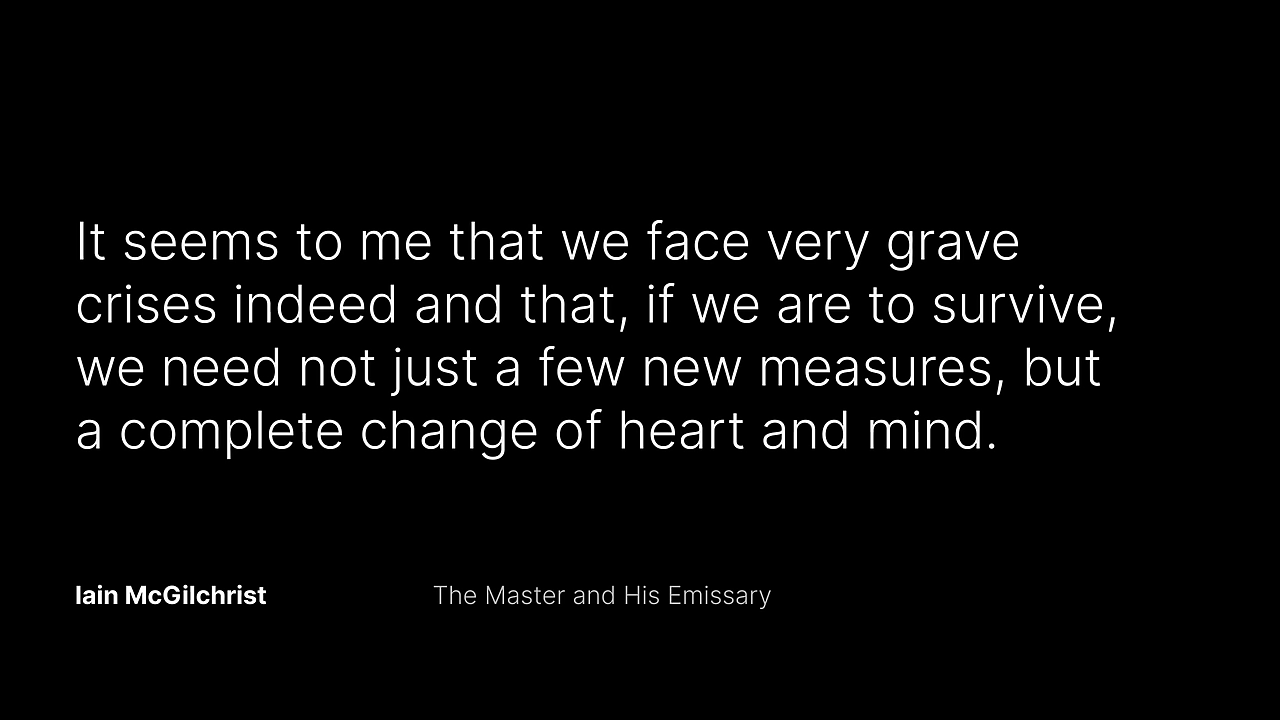 It seems to me that we face very grave
crises indeed and that, if we are to survive,
we need not just a few new measures, but
a complete change of heart and mind.
Iain McGilchrist
The Master and His Emissary